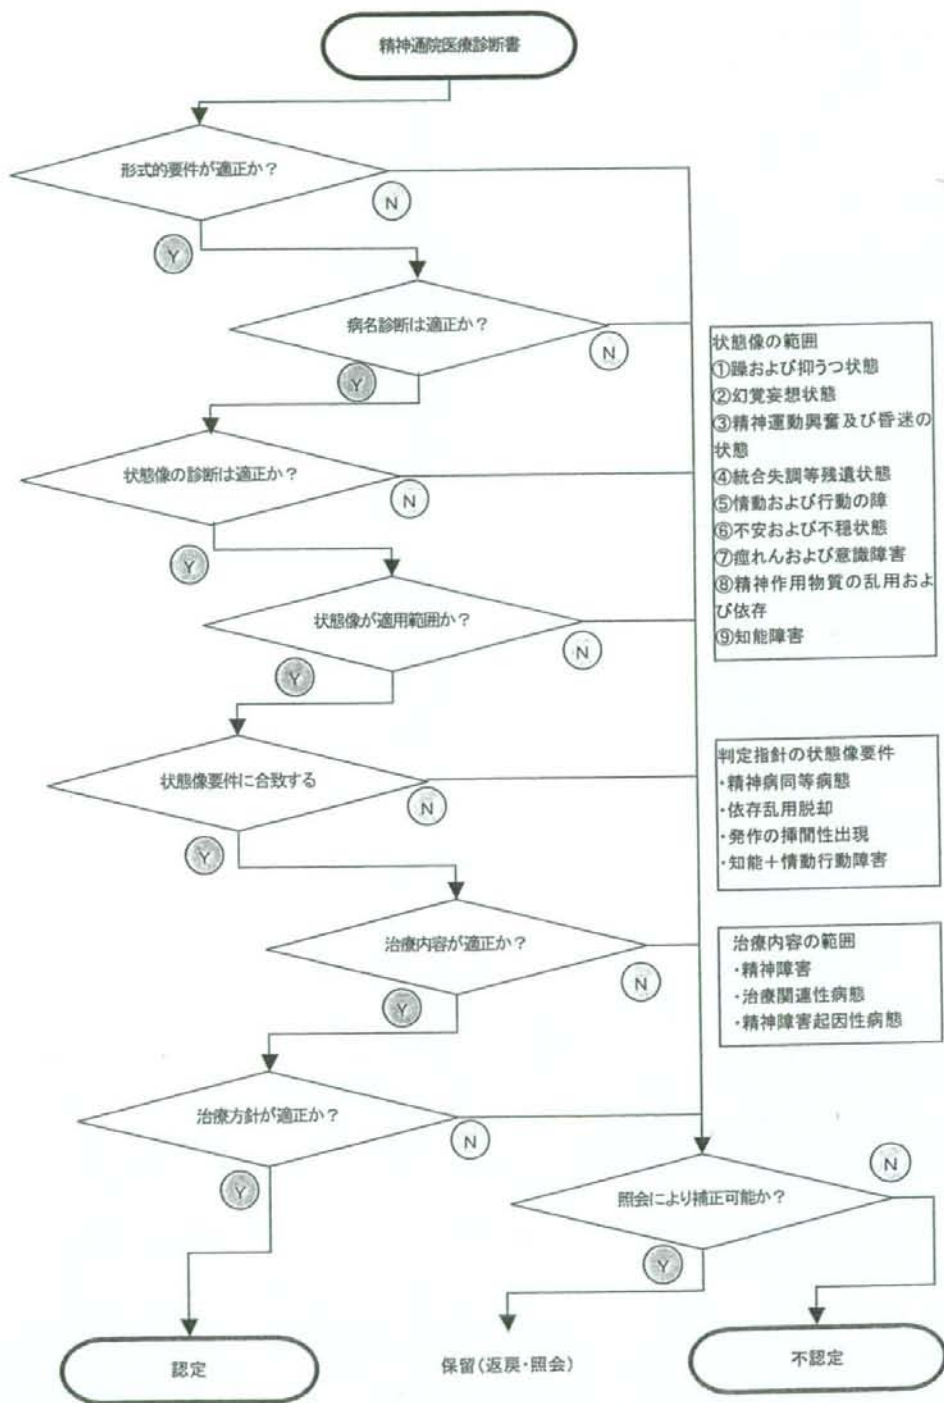 精神通院医療診断書
形式的要件が適正か？
N
Y
病名診断は適正か？
N
Y
状態像の診断は適正か？
N
Y
状態像が適用範囲か？
N
Y
状態像要件に合致する
N
Y
治療内容が適正か？
N
Y
治療方針が適正か？
N
Y
照会により補正可能か？
N
Y
認定
保留(返戻・照会)
不認定
状態像の範囲
①躁および抑うつ状態
②幻覚妄想状態
③精神運動興奮及び昏迷の
状態
④統合失調等残遺状態
⑤情動および行動の障
⑥不安および不穏状態
⑦痙れんおよび意識障害
⑧精神作用物質の乱用およ
び依存
⑨知能障害
判定指針の状態像要件
・精神病同等病態
・依存乱用脱却
・発作の挿間性出現
・知能＋情動行動障害
治療内容の範囲
・精神障害
・治療関連性病態
・精神障害起因性病態